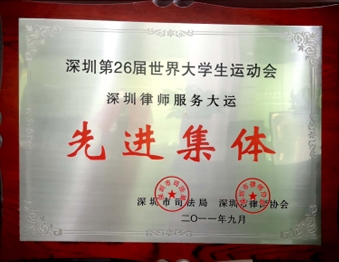 深圳第26届世界大学生运动会
深圳律师服务大运
先进集体
深圳市司法局 深圳市律师协会
二〇一一年九月